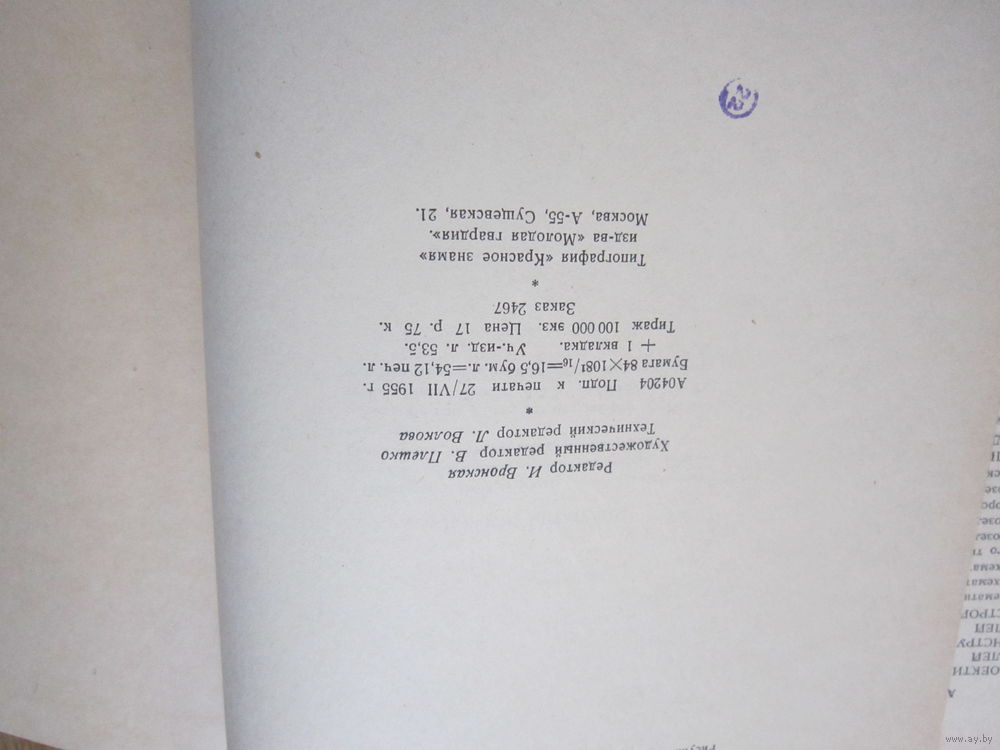 Редактор И. Вронская
Художественный редактор В. Плешко
Технический редактор Л. Волкова
*
А04204 Подп. к печати 27/VII 1955 г.
Бумага 84×108¹/₁₆=16,5 бум. л.=54,12 печ. л.
+ 1 вкладка. Уч.-изд. л. 53,5.
Тираж 100 000 экз. Цена 17 р. 75 к.
Заказ 2467
*
Типография «Красное знамя»
изд-ва «Молодая гвардия».
Москва, А-55, Сущевская, 21.
www.ay.by